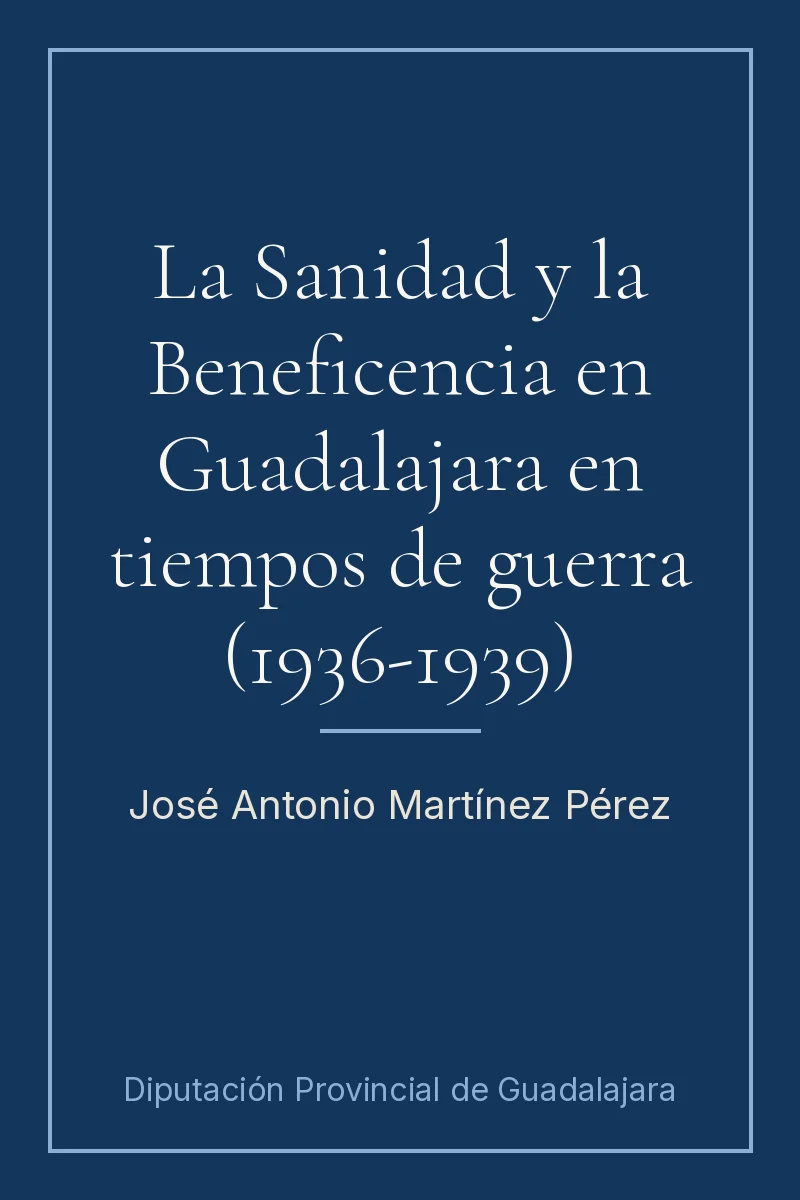 La Sanidad y la
Beneficencia en
Guadalajara en
tiempos de guerra
(1936-1939)
José Antonio Martínez Pérez
Diputación Provincial de Guadalajara